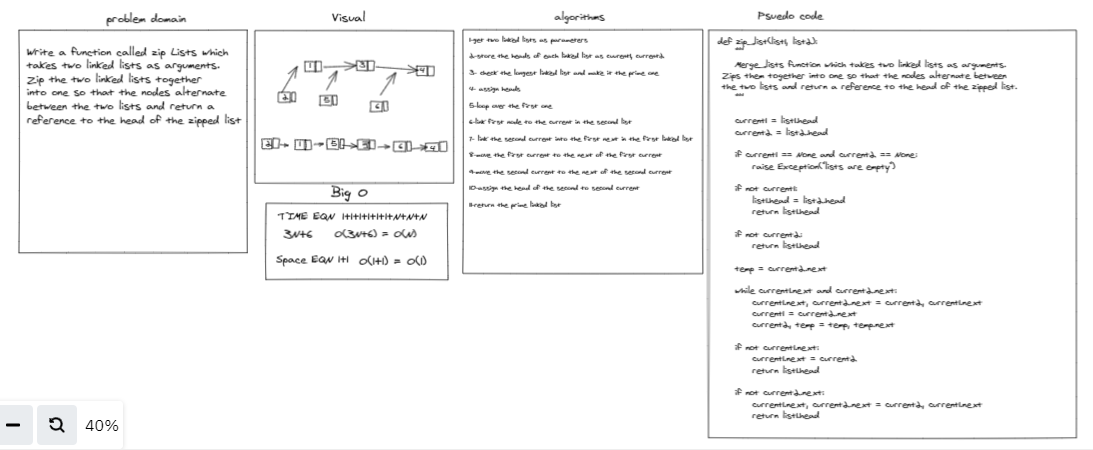 problem domain
Write a function called zip Lists which
takes two linked lists as arguments.
Zip the two linked lists together
into one so that the nodes alternate
between the two lists and return a
reference to the head of the zipped list
Visual
1 3 4
2 5 6
2 1 5 3 6 4
Big O
TIME EQN 1+1+1+1+1+1+N+N+N
3N+6 O(3N+6) = O(N)
Space EQN 1+1 O(1+1) = O(1)
algorithms
1-get two linked lists as parameters
2-store the heads of each linked list as current1, current2
3- check the longest linked list and make it the prime one
4- assign heads
5-loop over the first one
6-link first node to the current in the second list
7- link the second current into the first next in the first linked list
8-move the first current to the next of the first current
9-move the second current to the next of the second current
10-assign the head of the second to second current
11-return the prime linked list
Psuedo code
def zip_list(list1, list2):
Merge_lists function which takes two linked lists as arguments.
Zips them together into one so that the nodes alternate between
the two lists and return a reference to the head of the zipped list.
current1 = list1.head
current2 = list2.head
if current1 == None and current2 == None:
raise Exception("lists are empty")
if not current1:
list1.head = list2.head
return list1.head
if not current2:
return list1.head
temp = current2.next
while current1.next and current2.next:
current1.next, current2.next = current2, current1.next
current1 = current2.next
current2, temp = temp, temp.next
if not current1.next:
current1.next = current2
return list1.head
if not current2.next:
current1.next, current2.next = current2, current1.next
return list1.head
40%